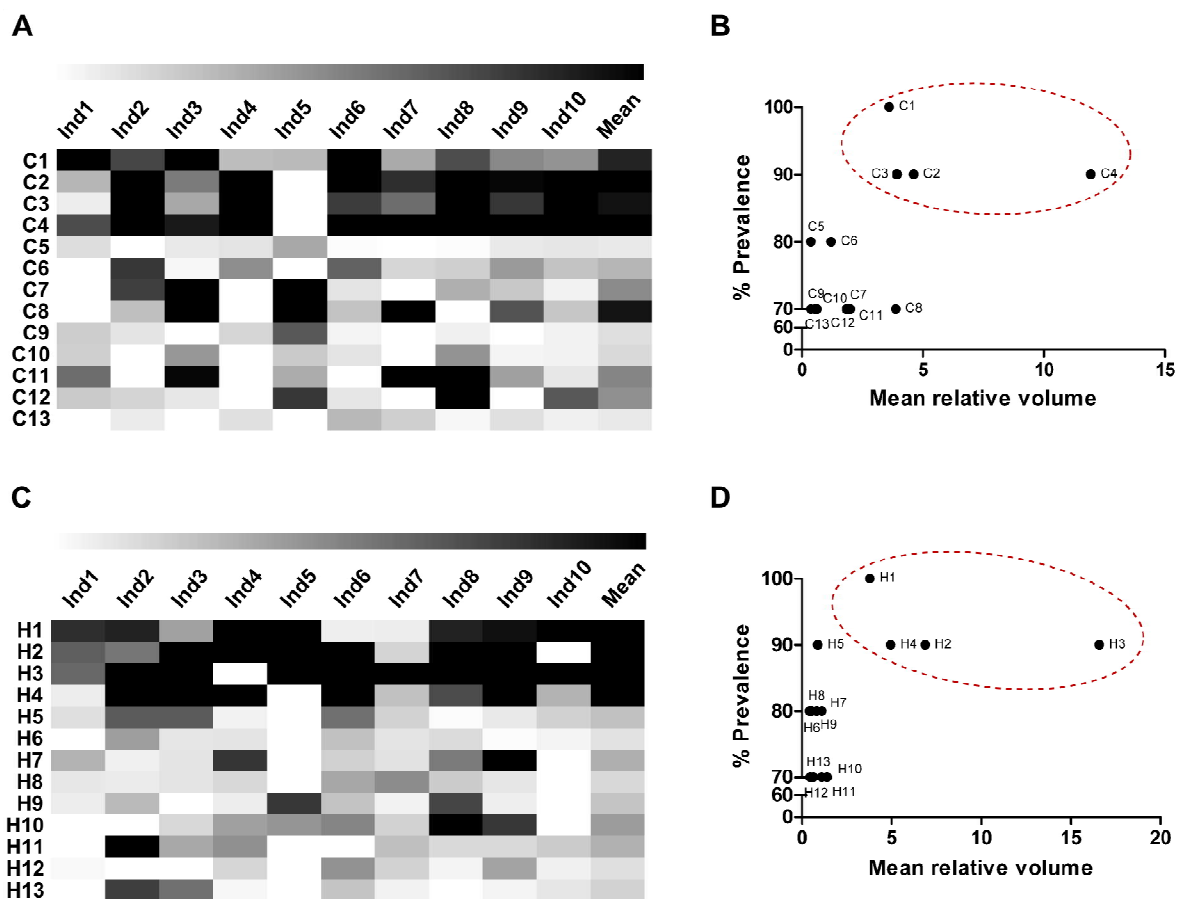 A
Ind1 Ind2 Ind3 Ind4 Ind5 Ind6 Ind7 Ind8 Ind9 Ind10 Mean
C1
C2
C3
C4
C5
C6
C7
C8
C9
C10
C11
C12
C13
B
% Prevalence
100
90
80
70
60
0
C1
C3 C2 C4
C5
C6
C9 C10 C7
C8
C13 C12 C11
0 5 10 15
Mean relative volume
C
Ind1 Ind2 Ind3 Ind4 Ind5 Ind6 Ind7 Ind8 Ind9 Ind10 Mean
H1
H2
H3
H4
H5
H6
H7
H8
H9
H10
H11
H12
H13
D
% Prevalence
100
90
80
70
60
0
H1
H5 H4 H2 H3
H8 H7
H6 H9
H13 H10
H12 H11
0 5 10 15 20
Mean relative volume